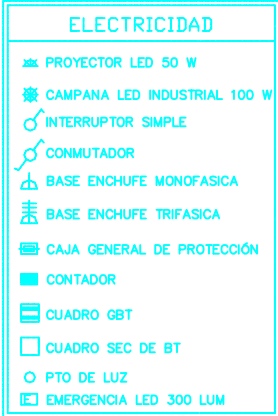 ELECTRICIDAD
PROYECTOR LED 50 W
CAMPANA LED INDUSTRIAL 100 W
INTERRUPTOR SIMPLE
CONMUTADOR
BASE ENCHUFE MONOFASICA
BASE ENCHUFE TRIFASICA
CAJA GENERAL DE PROTECCIÓN
CONTADOR
CUADRO GBT
CUADRO SEC DE BT
PTO DE LUZ
E EMERGENCIA LED 300 LUM